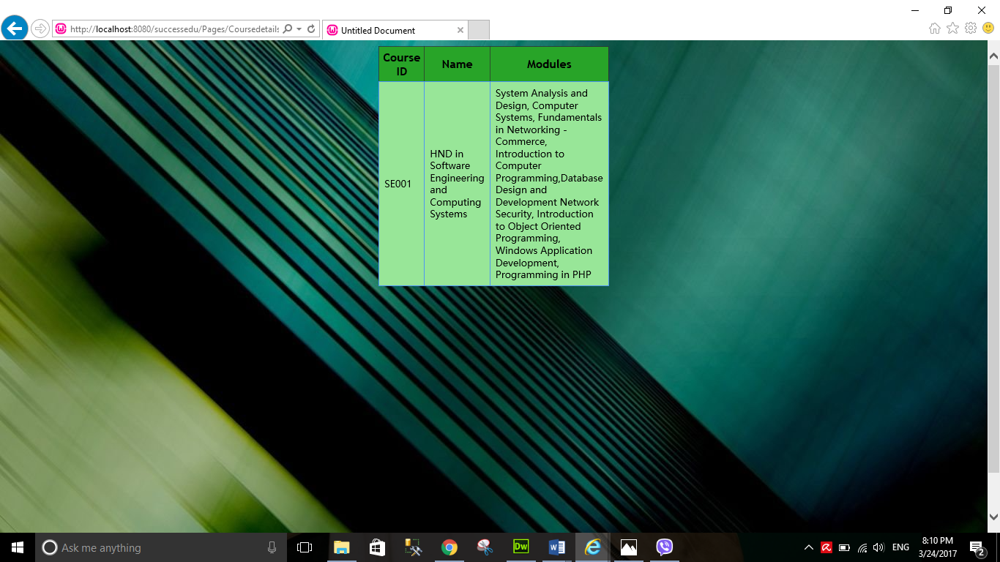 http://localhost:8080/successedu/Pages/Coursedetails
Untitled Document
Course
ID
Name
Modules
SE001
HND in
Software
Engineering
and
Computing
Systems
System Analysis and
Design, Computer
Systems, Fundamentals
in Networking -
Commerce,
Introduction to
Computer
Programming,Database
Design and
Development Network
Security, Introduction
to Object Oriented
Programming,
Windows Application
Development,
Programming in PHP
Ask me anything
Dw
ENG
8:10 PM
3/24/2017
2